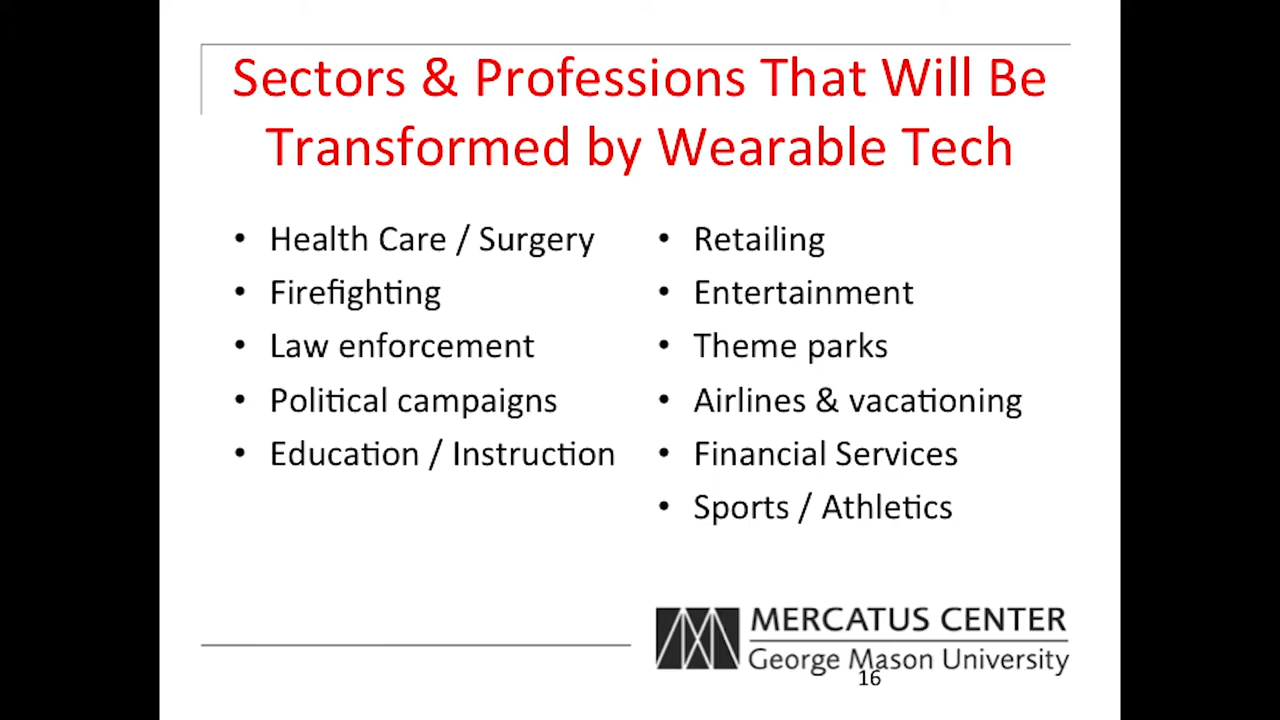 Sectors & Professions That Will Be
Transformed by Wearable Tech
• Health Care / Surgery
• Firefighting
• Law enforcement
• Political campaigns
• Education / Instruction
• Retailing
• Entertainment
• Theme parks
• Airlines & vacationing
• Financial Services
• Sports / Athletics
MERCATUS CENTER
George Mason University
16